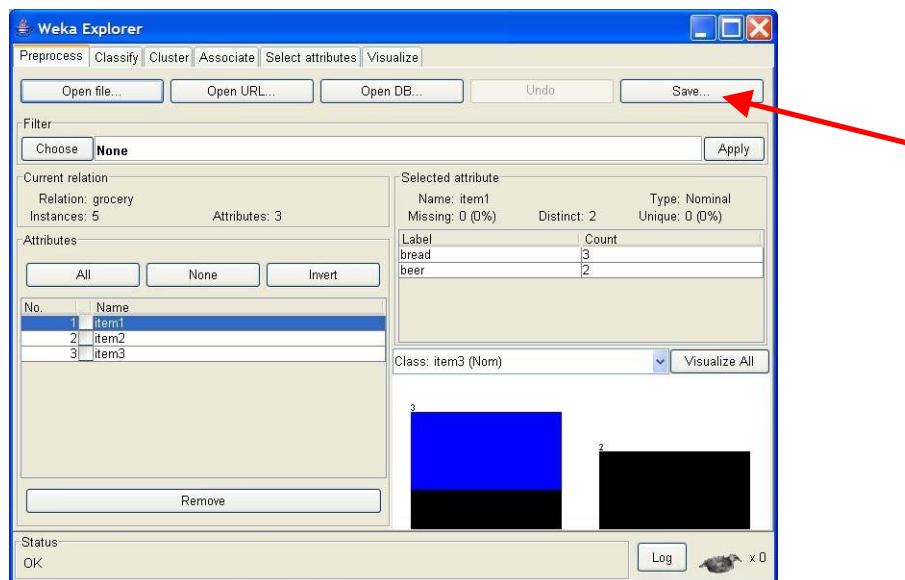 Weka Explorer
Preprocess Classify Cluster Associate Select attributes Visualize
Open file... Open URL... Open DB... Undo Save...
Filter
Choose None Apply
Current relation
Relation: grocery
Instances: 5 Attributes: 3
Selected attribute
Name: item1 Type: Nominal
Missing: 0 (0%) Distinct: 2 Unique: 0 (0%)
Label Count
bread 3
beer 2
Attributes
All None Invert
No. Name
1 item1
2 item2
3 item3
Remove
Class: item3 (Nom) Visualize All
3
2
Status
OK
Log x 0